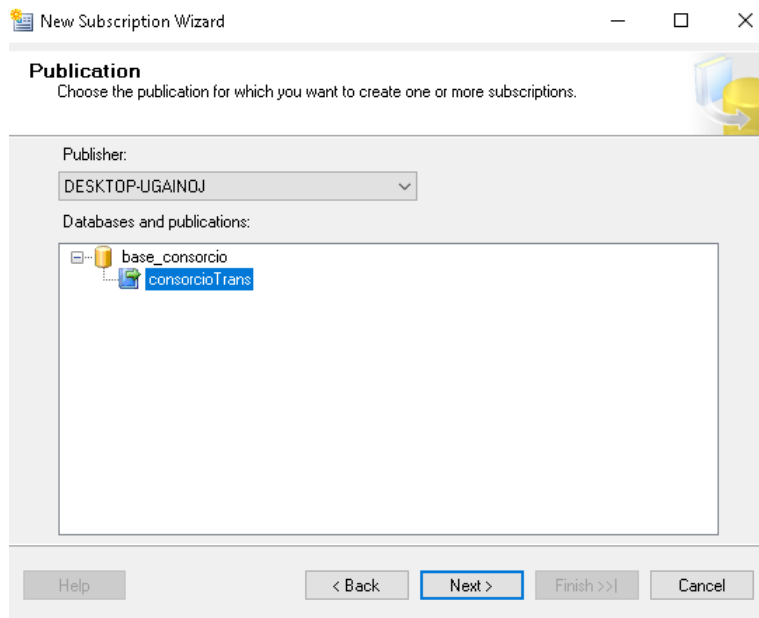 New Subscription Wizard
Publication
Choose the publication for which you want to create one or more subscriptions.
Publisher:
DESKTOP-UGAINOJ
Databases and publications:
base_consorcio
consorcioTrans
Help
< Back
Next >
Finish >>|
Cancel